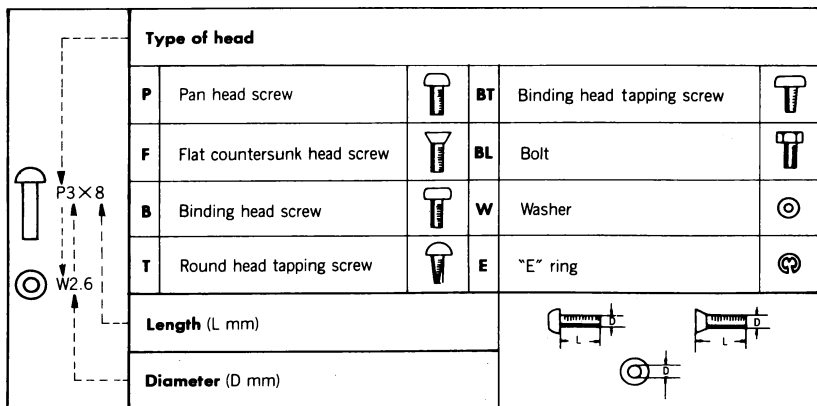 Type of head
P Pan head screw BT Binding head tapping screw
F Flat countersunk head screw BL Bolt
P3×8
B Binding head screw W Washer
T Round head tapping screw E "E" ring
W2.6
Length (L mm)
D D
L L
D
Diameter (D mm)